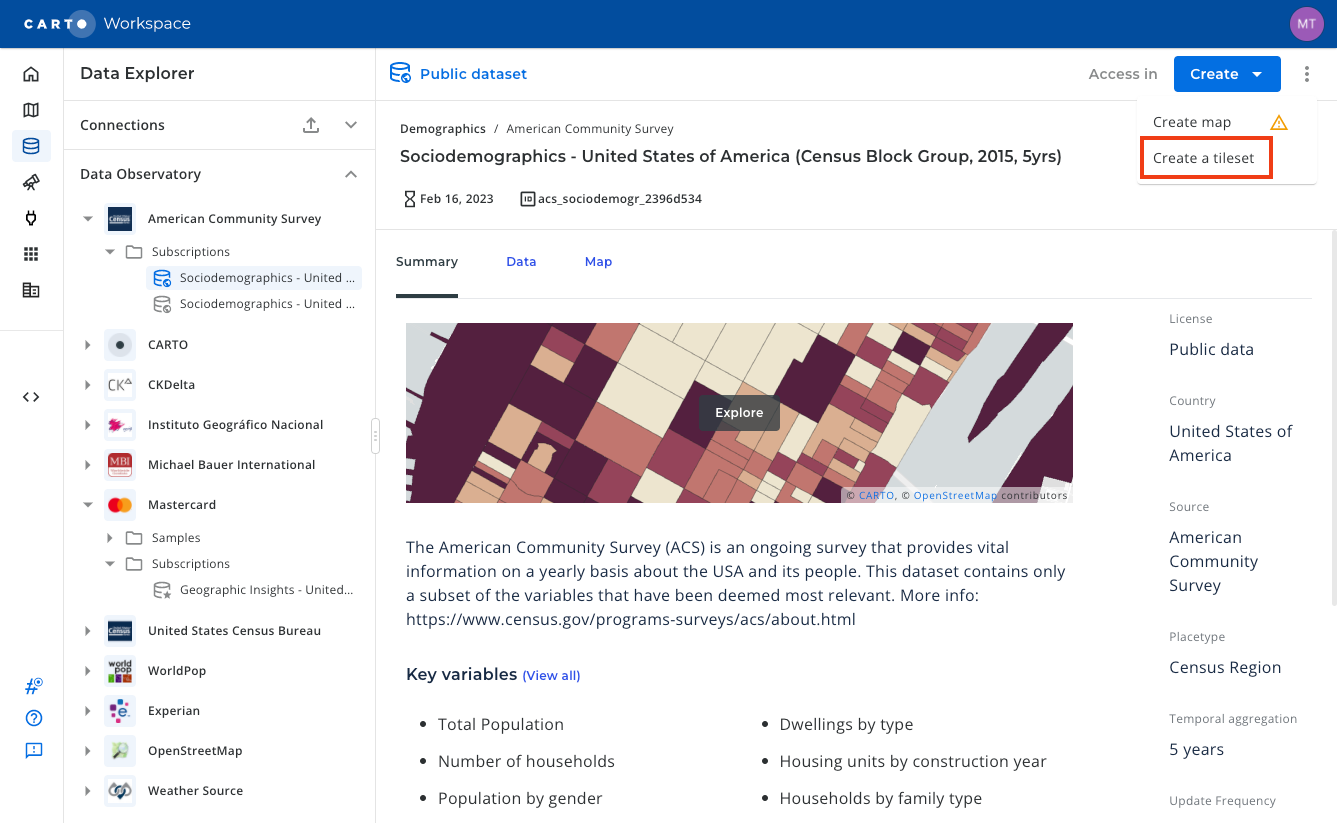 CARTO Workspace
MT
Data Explorer
Public dataset
Access in
Create
Connections
Create map
Create a tileset
Demographics / American Community Survey
Sociodemographics - United States of America (Census Block Group, 2015, 5yrs)
Feb 16, 2023
ID acs_sociodemogr_2396d534
Data Observatory
American Community Survey
Subscriptions
Sociodemographics - United ...
Sociodemographics - United ...
CARTO
CK∆ CKDelta
Instituto Geográfico Nacional
MBI Michael Bauer International
Mastercard
Samples
Subscriptions
Geographic Insights - United...
Census United States Census Bureau
world pop WorldPop
Experian
OpenStreetMap
Weather Source
Summary
Data
Map
Explore
© CARTO, © OpenStreetMap contributors
The American Community Survey (ACS) is an ongoing survey that provides vital
information on a yearly basis about the USA and its people. This dataset contains only
a subset of the variables that have been deemed most relevant. More info:
https://www.census.gov/programs-surveys/acs/about.html
Key variables (View all)
• Total Population
• Number of households
• Population by gender
• Dwellings by type
• Housing units by construction year
• Households by family type
License
Public data
Country
United States of
America
Source
American
Community
Survey
Placetype
Census Region
Temporal aggregation
5 years
Update Frequency